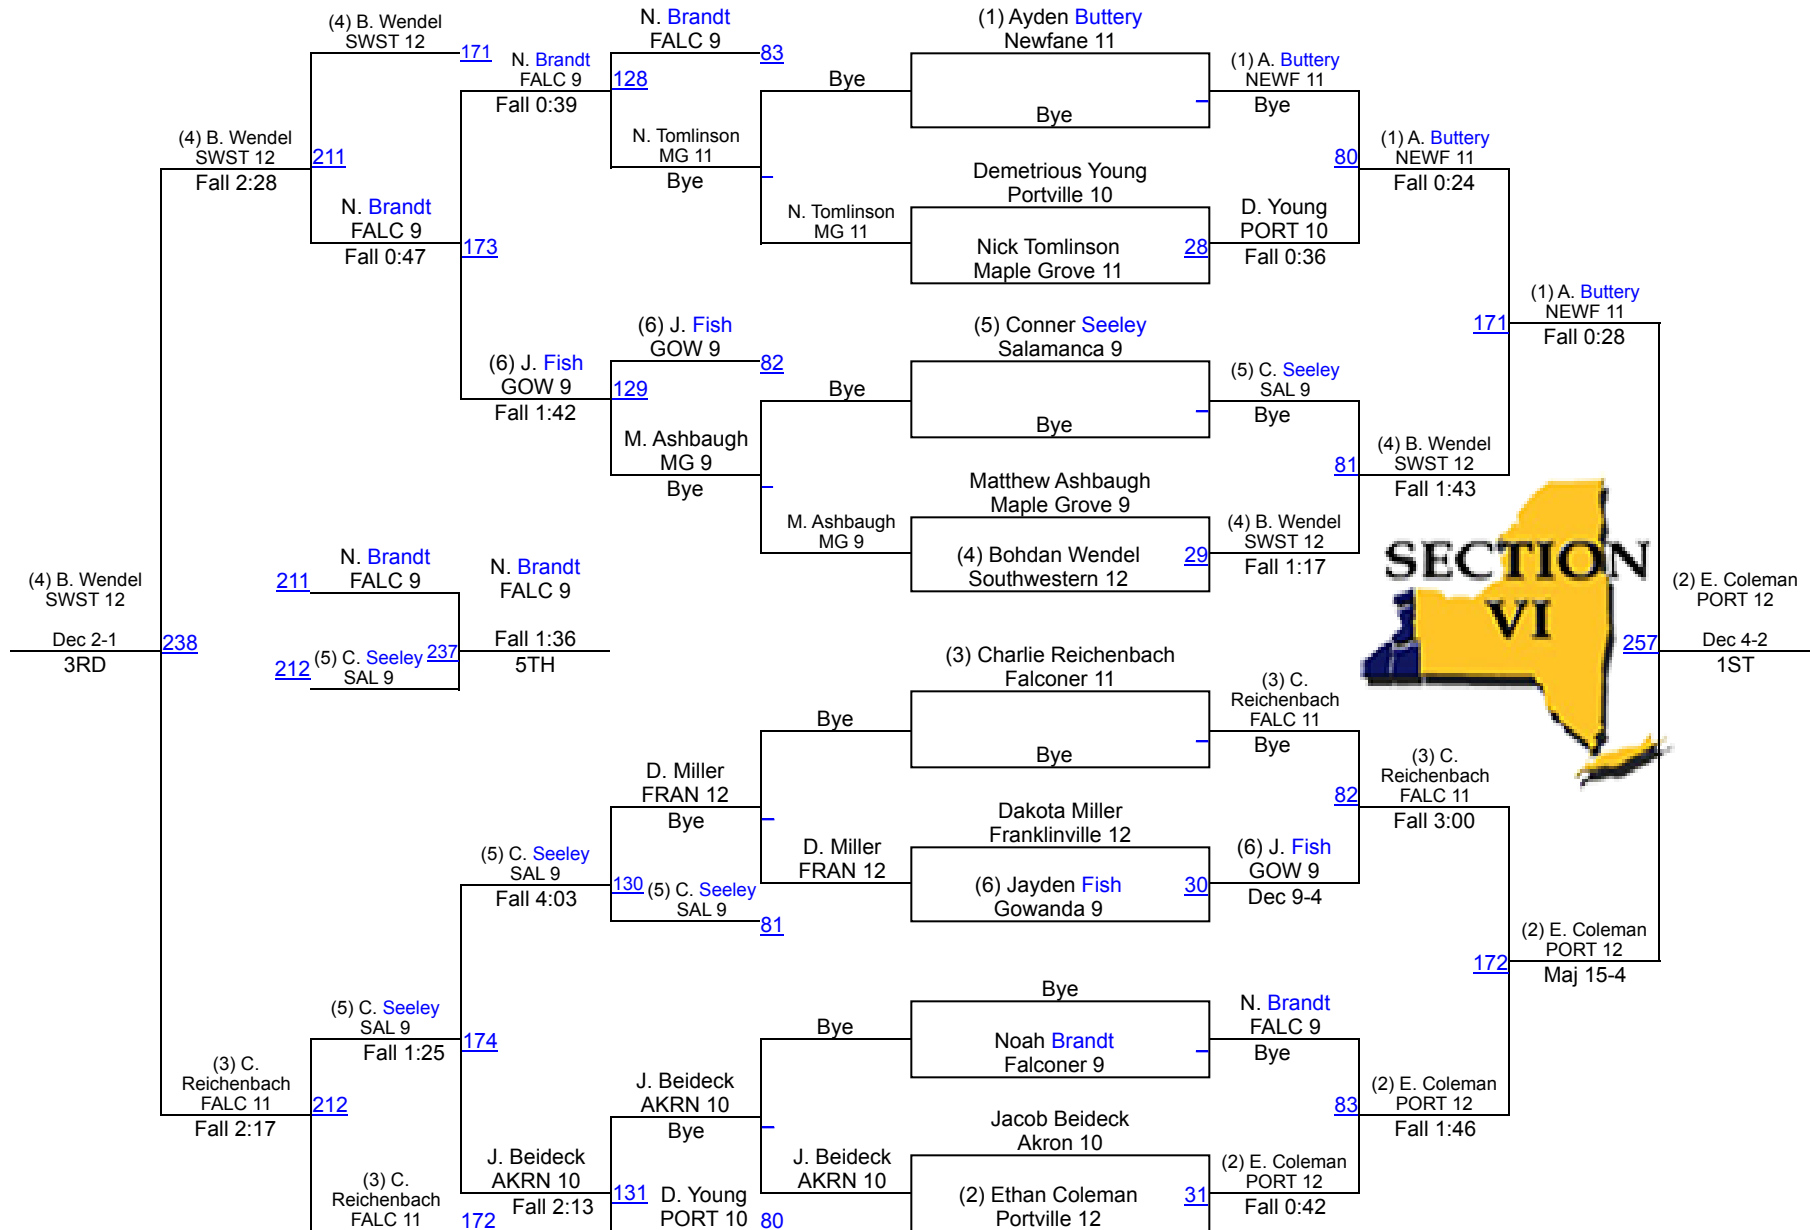 (4) B. Wendel
SWST 12
171
(4) B. Wendel
SWST 12
211
Fall 2:28
N. Brandt
FALC 9
Fall 0:47
173
N. Brandt
FALC 9
128
Fall 0:39
N. Brandt
FALC 9
83
N. Tomlinson
MG 11
Bye
Bye
N. Tomlinson
MG 11
(6) J. Fish
GOW 9
129
Fall 1:42
(6) J. Fish
GOW 9
82
M. Ashbaugh
MG 9
Bye
Bye
M. Ashbaugh
MG 9
(1) Ayden Buttery
Newfane 11
Bye
Demetrious Young
Portville 10
Nick Tomlinson
Maple Grove 11
28
(5) Conner Seeley
Salamanca 9
Bye
Matthew Ashbaugh
Maple Grove 9
(4) Bohdan Wendel
Southwestern 12
29
(1) A. Buttery
NEWF 11
Bye
80
D. Young
PORT 10
Fall 0:36
(1) A. Buttery
NEWF 11
Fall 0:24
(5) C. Seeley
SAL 9
Bye
81
(4) B. Wendel
SWST 12
Fall 1:17
(4) B. Wendel
SWST 12
Fall 1:43
171
(1) A. Buttery
NEWF 11
Fall 0:28
SECTION
VI
(2) E. Coleman
PORT 12
257
Dec 4-2
1ST
(4) B. Wendel
SWST 12
Dec 2-1
238
3RD
211
N. Brandt
FALC 9
212
(5) C. Seeley
SAL 9
237
N. Brandt
FALC 9
Fall 1:36
5TH
(3) Charlie Reichenbach
Falconer 11
Bye
Dakota Miller
Franklinville 12
(6) Jayden Fish
Gowanda 9
30
Bye
Noah Brandt
Falconer 9
Jacob Beideck
Akron 10
(2) Ethan Coleman
Portville 12
31
(3) C.
Reichenbach
FALC 11
Bye
82
(6) J. Fish
GOW 9
Dec 9-4
(3) C.
Reichenbach
FALC 11
Fall 3:00
N. Brandt
FALC 9
Bye
83
(2) E. Coleman
PORT 12
Fall 0:42
(2) E. Coleman
PORT 12
Fall 1:46
172
(2) E. Coleman
PORT 12
Maj 15-4
Bye
D. Miller
FRAN 12
D. Miller
FRAN 12
Bye
(5) C. Seeley
SAL 9
130
Fall 4:03
(5) C. Seeley
SAL 9
81
(5) C. Seeley
SAL 9
174
Fall 1:25
Bye
J. Beideck
AKRN 10
J. Beideck
AKRN 10
Bye
J. Beideck
AKRN 10
131
Fall 2:13
D. Young
PORT 10
80
(3) C.
Reichenbach
FALC 11
212
Fall 2:17
(3) C.
Reichenbach
FALC 11
172